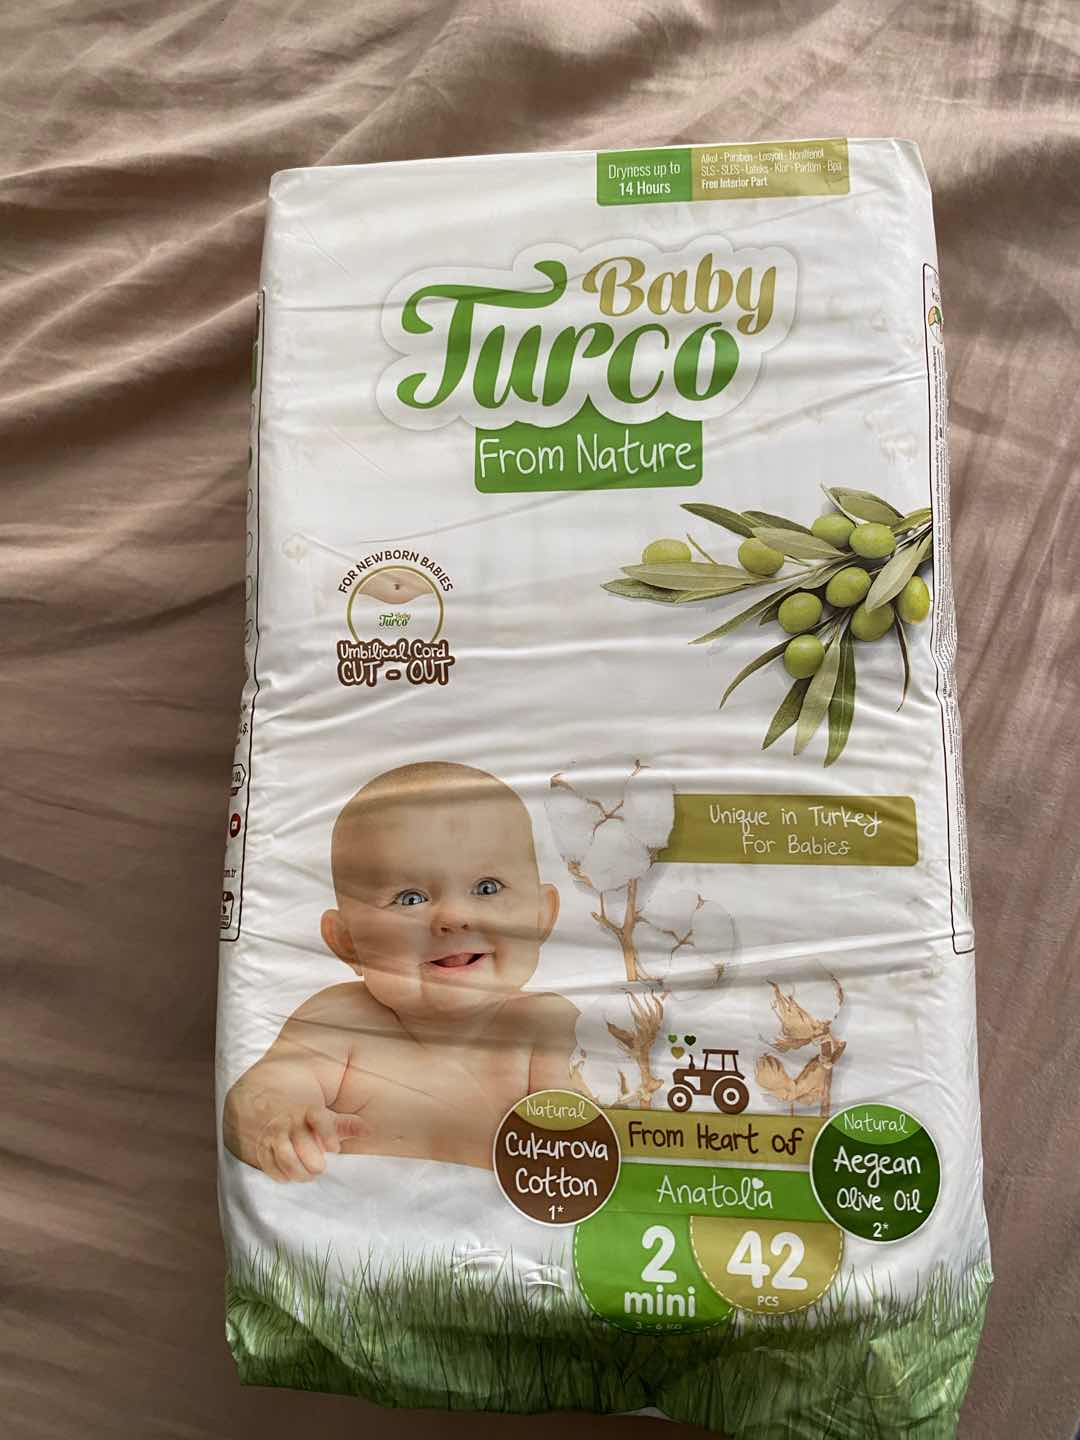 Dryness up to
14 Hours
Alkol - Paraben - Losyon - Nonilfenol
SLS - SLES - Lateks - Klor - Parfüm - Bpa
Free Interior Part
Baby
Turco
From Nature
FOR NEWBORN BABIES
Baby
Turco
Umbilical Cord
CUT - OUT
Unique in Turkey
For Babies
Natural
Cukurova
Cotton
1*
From Heart of
Anatolia
Natural
Aegean
Olive Oil
2*
2
mini
3 - 6 KG
42
PCS